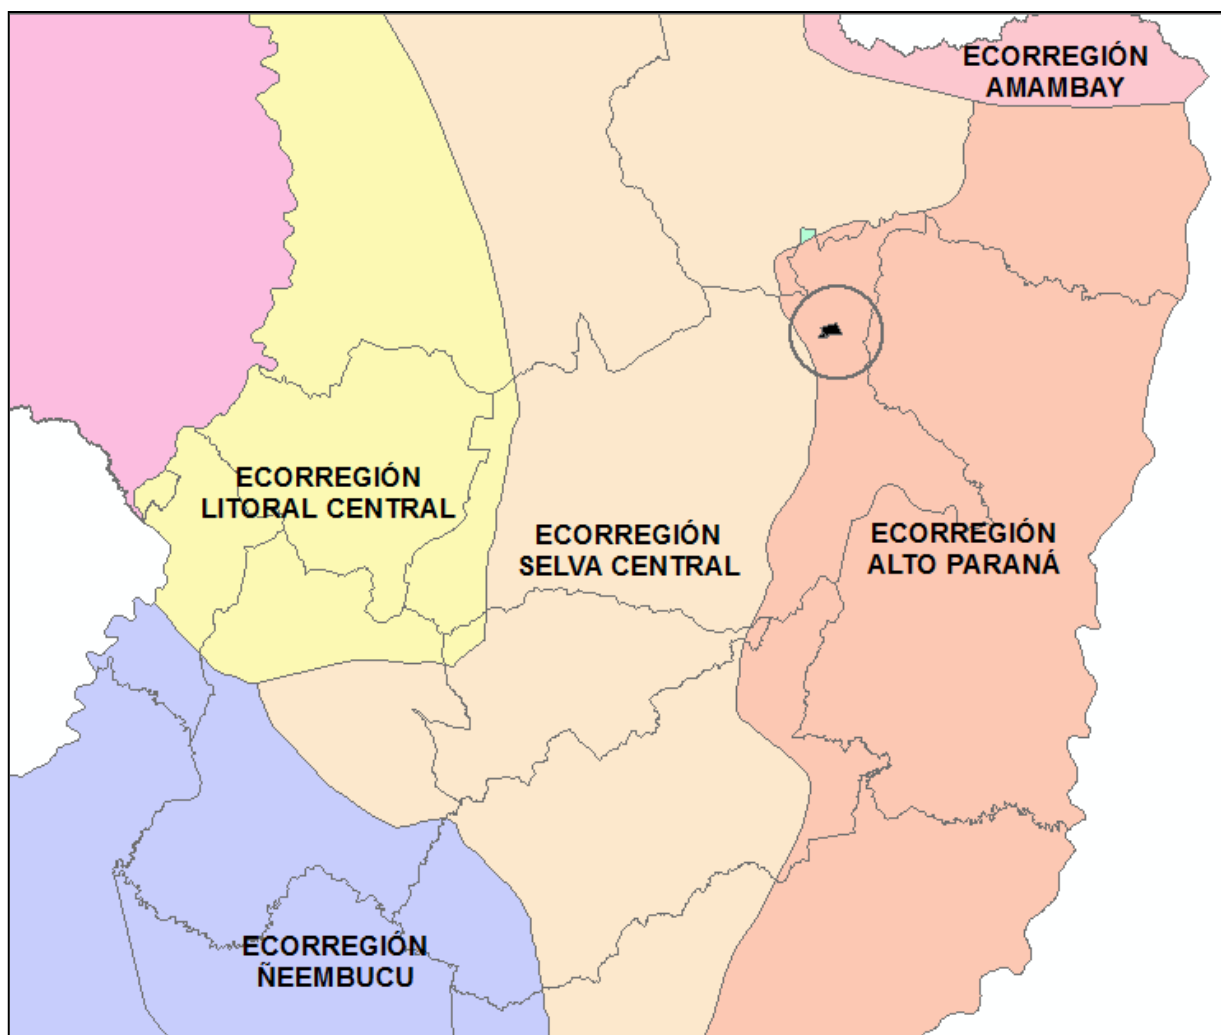 ECORREGIÓN
AMAMBAY
ECORREGIÓN
LITORAL CENTRAL
ECORREGIÓN
SELVA CENTRAL
ECORREGIÓN
ALTO PARANÁ
ECORREGIÓN
ÑEEMBUCU